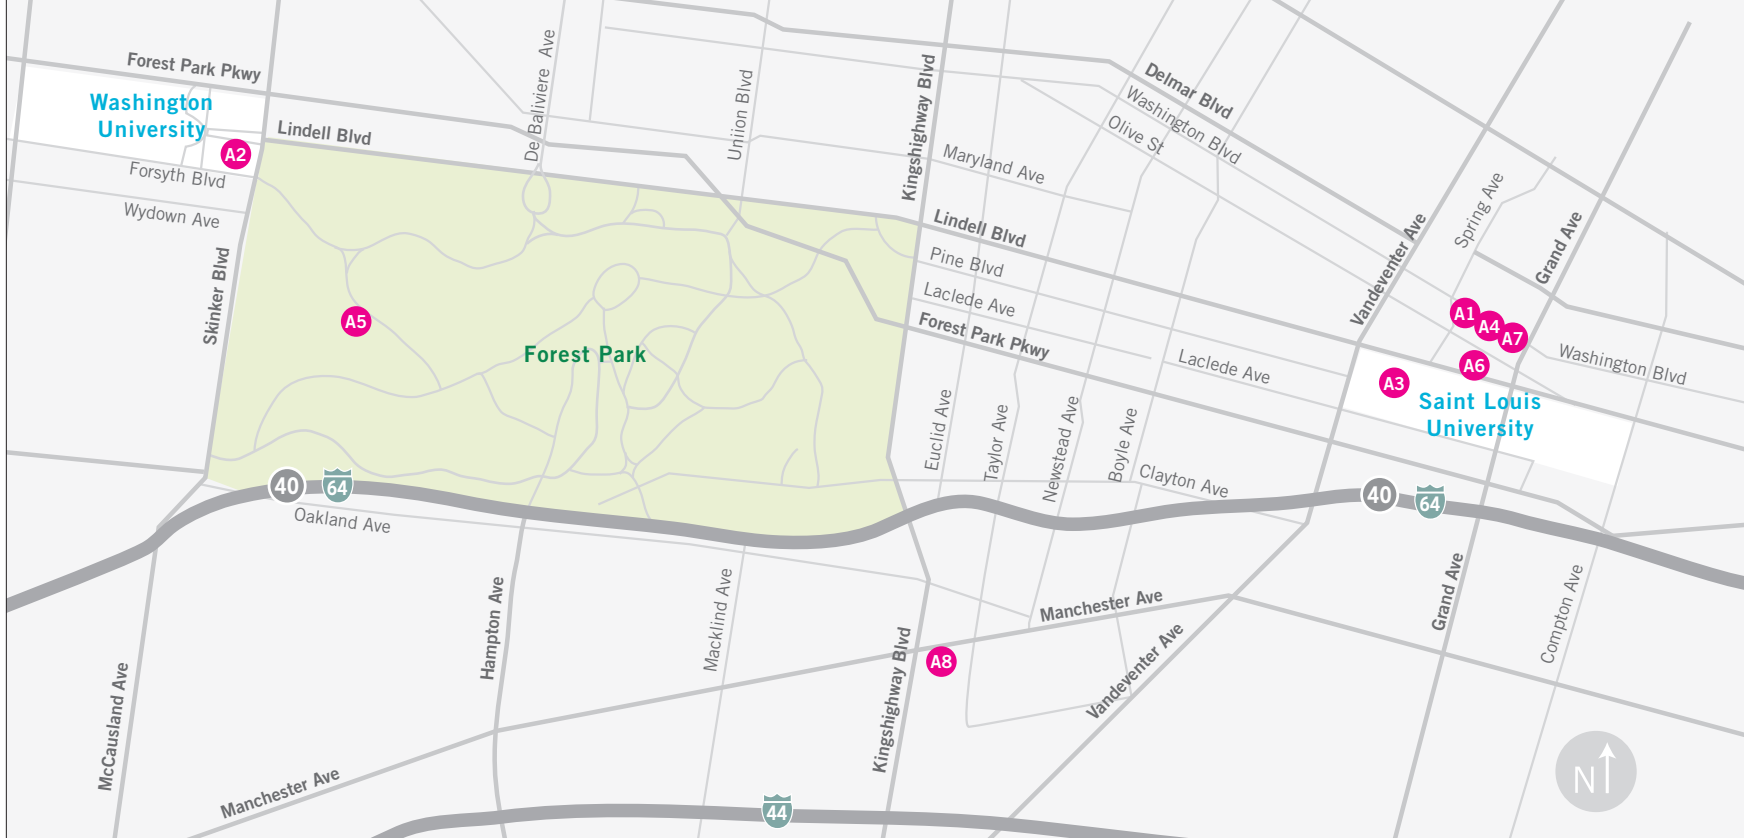 Forest Park Pkwy
Washington
University
A2
Forsyth Blvd
Wydown Ave
Skinker Blvd
Lindell Blvd
De Baliviere Ave
Uniion Blvd
Kingshighway Blvd
Maryland Ave
Delmar Blvd
Washington Blvd
Olive St
Lindell Blvd
Pine Blvd
Laclede Ave
Forest Park Pkwy
Vandeventer Ave
Spring Ave
Grand Ave
A1
A4
A7
A6
A3
Washington Blvd
Laclede Ave
Saint Louis
University
A5
Forest Park
Euclid Ave
Taylor Ave
Newstead Ave
Boyle Ave
Clayton Ave
40
64
40
64
Oakland Ave
McCausland Ave
Hampton Ave
Macklind Ave
Kingshighway Blvd
A8
Manchester Ave
Vandeventer Ave
Grand Ave
Compton Ave
Manchester Ave
44
N